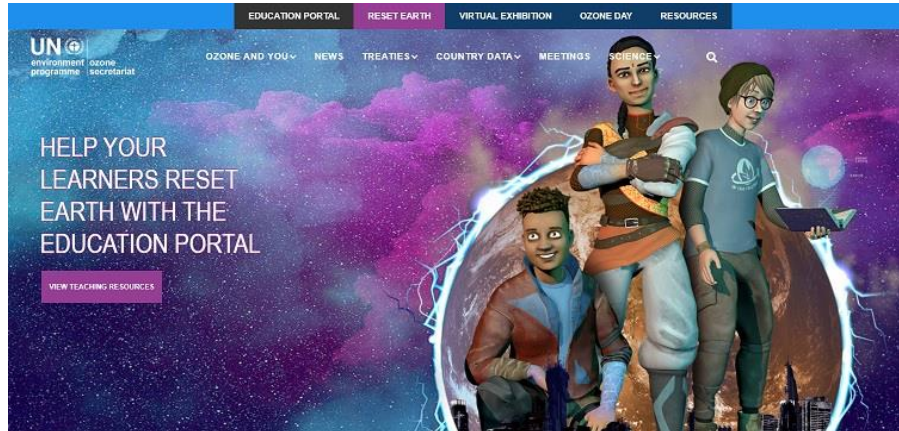 EDUCATION PORTAL RESET EARTH VIRTUAL EXHIBITION OZONE DAY RESOURCES
UN
environment programme
ozone secretariat
OZONE AND YOU NEWS TREATIES COUNTRY DATA MEETINGS SCIENCE
HELP YOUR
LEARNERS RESET
EARTH WITH THE
EDUCATION PORTAL
VIEW TEACHING RESOURCES